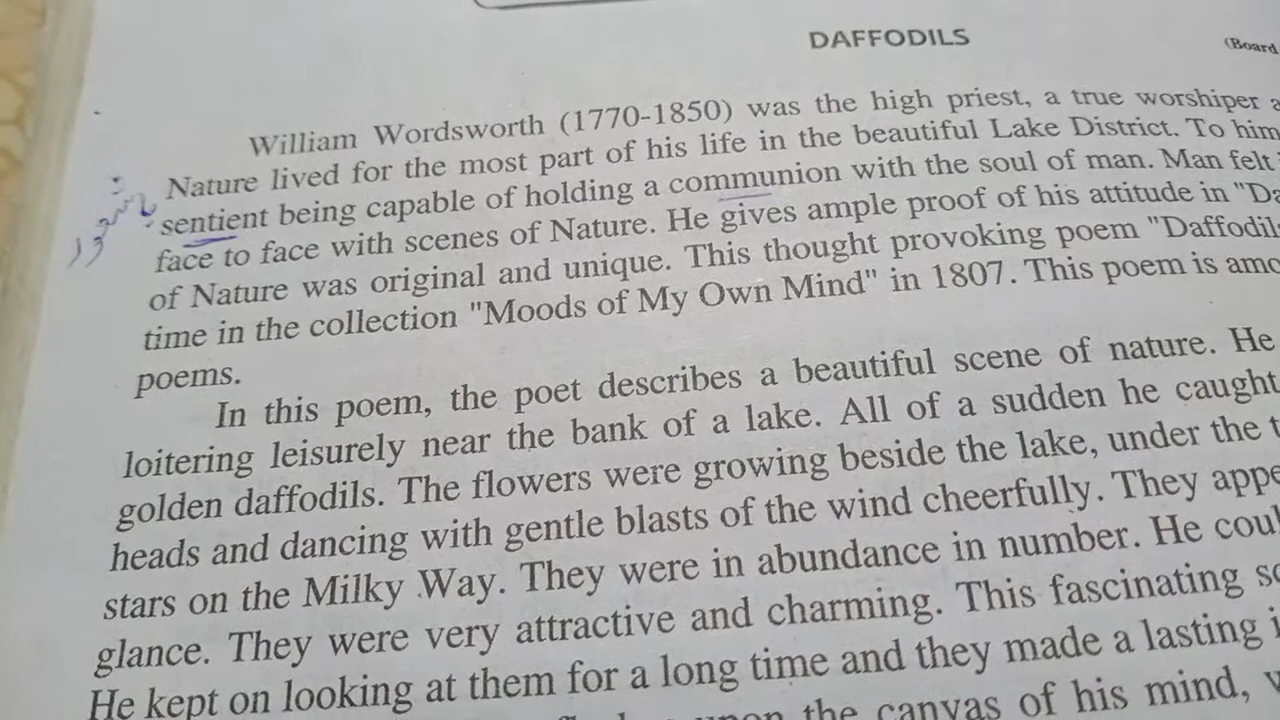 DAFFODILS
(Board
William Wordsworth (1770-1850) was the high priest, a true worshiper
Nature lived for the most part of his life in the beautiful Lake District. To him
sentient being capable of holding a communion with the soul of man. Man felt
face to face with scenes of Nature. He gives ample proof of his attitude in
of Nature was original and unique. This thought provoking poem "Daffodils
time in the collection "Moods of My Own Mind" in 1807. This poem is
poems.
In this poem, the poet describes a beautiful scene of nature. He
loitering leisurely near the bank of a lake. All of a sudden he caught
golden daffodils. The flowers were growing beside the lake, under the
heads and dancing with gentle blasts of the wind cheerfully. They
stars on the Milky Way. They were in abundance in number. He
glance. They were very attractive and charming. This fascinating
He kept on looking at them for a long time and they made a lasting
upon the canvas of his mind,